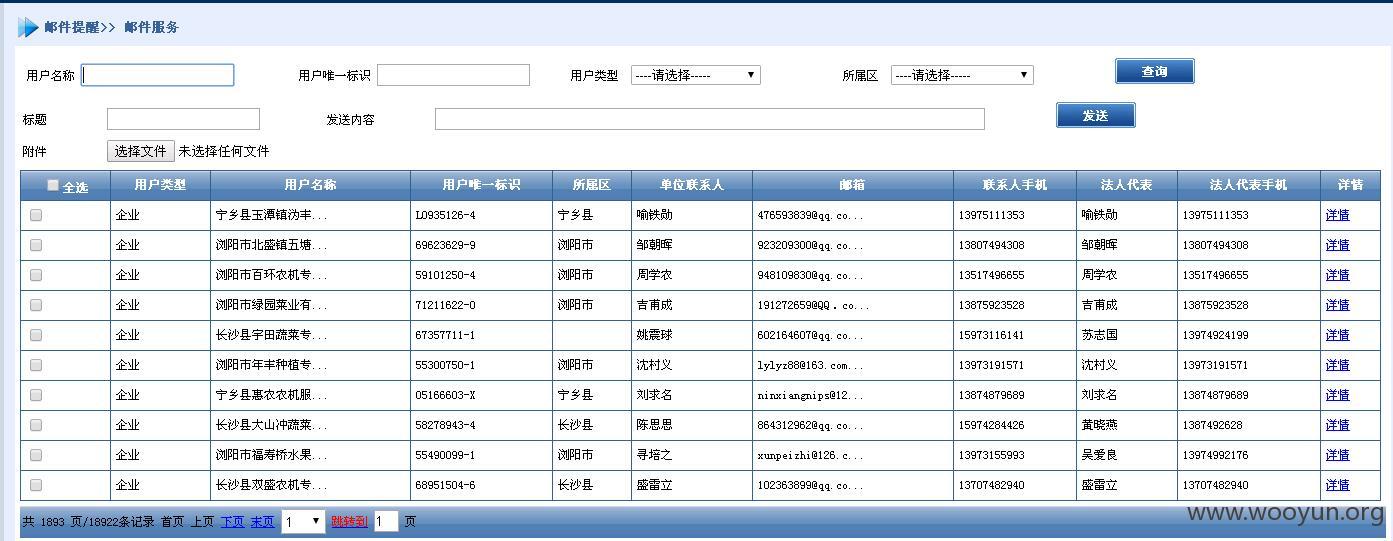 邮件提醒>> 邮件服务
用户名称 用户唯一标识 用户类型 ----请选择----- 所属区 ----请选择----- 查询
标题 发送内容 发送
附件 选择文件 未选择任何文件
全选 用户类型 用户名称 用户唯一标识 所属区 单位联系人 邮箱 联系人手机 法人代表 法人代表手机 详情
企业 宁乡县玉潭镇沩丰... L0935126-4 宁乡县 喻铁勋 476593839@qq.co... 13975111353 喻铁勋 13975111353 详情
企业 浏阳市北盛镇五塘... 69623629-9 浏阳市 邹朝晖 923209300@qq.co... 13807494308 邹朝晖 13807494308 详情
企业 浏阳市百环农机专... 59101250-4 浏阳市 周学农 948109830@qq.co... 13517496655 周学农 13517496655 详情
企业 浏阳市绿园菜业有... 71211622-0 浏阳市 吉甫成 191272659@QQ.co... 13875923528 吉甫成 13875923528 详情
企业 长沙县宇田蔬菜专... 67357711-1 姚震球 602164607@qq.co... 15973116141 苏志国 13974924199 详情
企业 浏阳市年丰种植专... 55300750-1 浏阳市 沈村义 lylyz88@163.com... 13973191571 沈村义 13973191571 详情
企业 宁乡县惠农农机服... 05166603-X 宁乡县 刘求名 ninxiangnips@12... 13874879689 刘求名 13874879689 详情
企业 长沙县大山冲蔬菜... 58278943-4 长沙县 陈思思 864312962@qq.co... 15974284426 黄晓燕 1387492628 详情
企业 浏阳市福寿桥水果... 55490099-1 浏阳市 寻培之 xunpeizhi@126.c... 13973155993 吴爱良 13974992176 详情
企业 长沙县双盛农机专... 68951504-6 长沙县 盛雷立 102363899@qq.co... 13707482940 盛雷立 13707482940 详情
共 1893 页/18922条记录 首页 上页 下页 末页 1 跳转到 1 页
www.wooyun.org